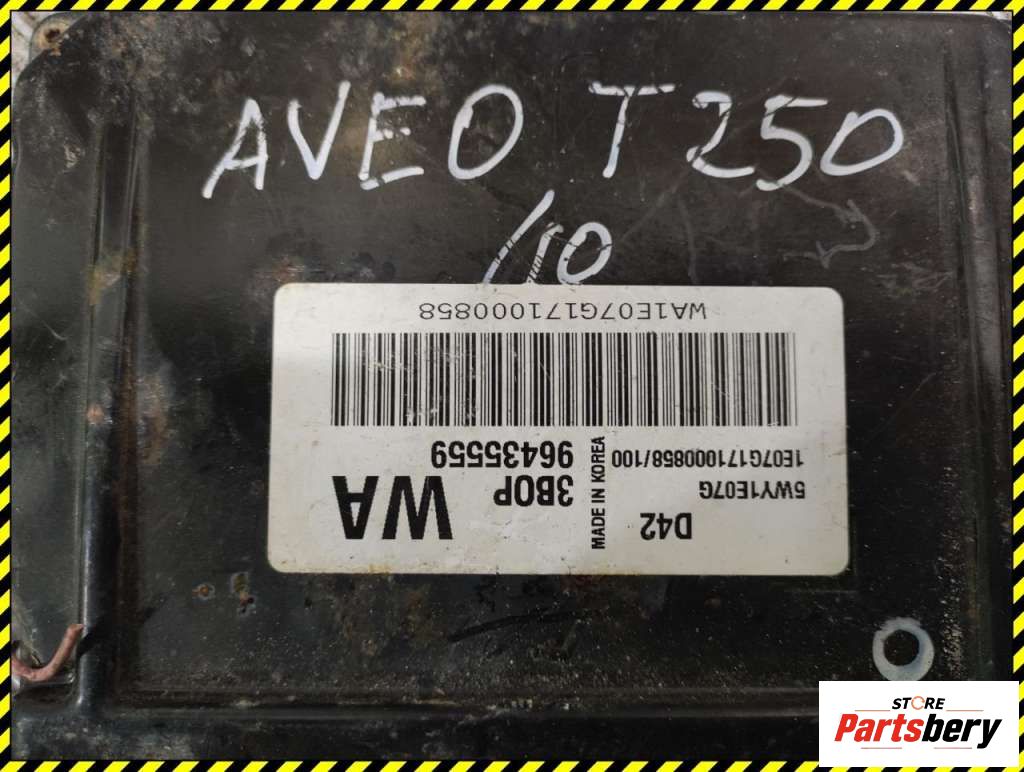 AVEO T250
/10
WA1E07G171000858
1E07G171000858/100
5WY1E07G
MADE IN KOREA
D42
96435559
3BOP
WA
STORE
Partsbery